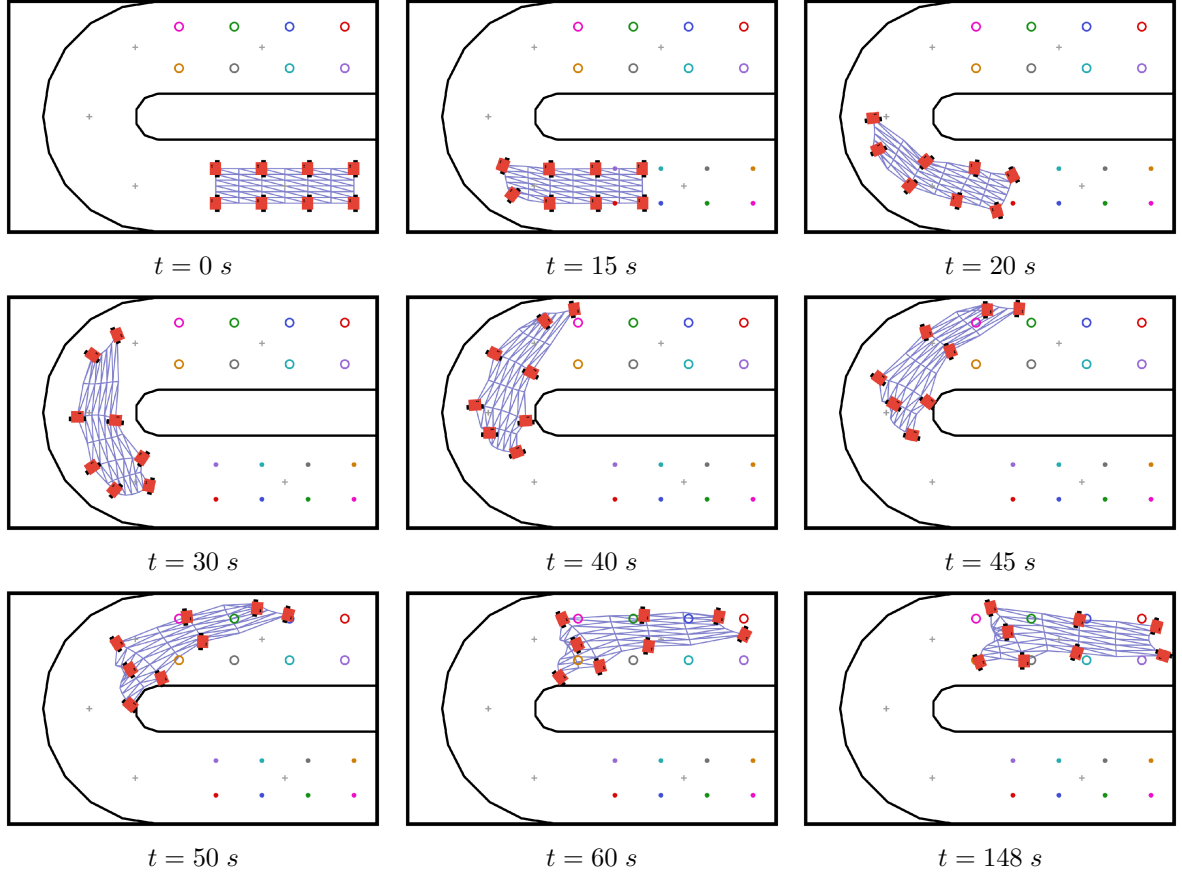 t = 0 s
t = 15 s
t = 20 s
t = 30 s
t = 40 s
t = 45 s
t = 50 s
t = 60 s
t = 148 s